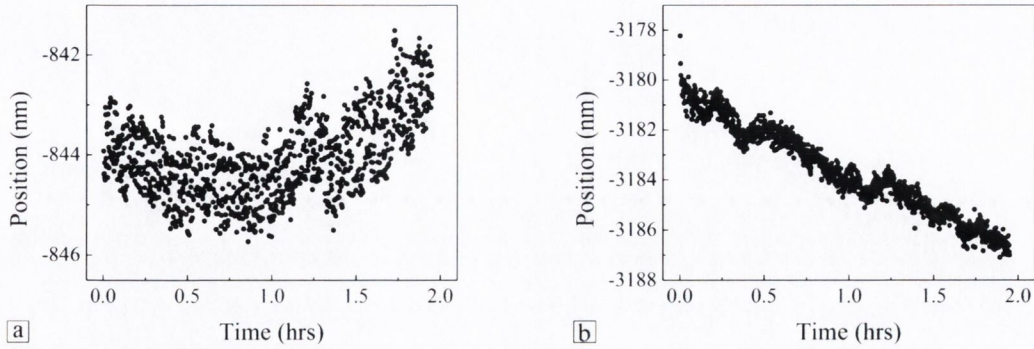 Position (nm)
-842
-844
-846
0.0 0.5 1.0 1.5 2.0
Time (hrs)
a
Position (nm)
-3178
-3180
-3182
-3184
-3186
-3188
0.0 0.5 1.0 1.5 2.0
Time (hrs)
b